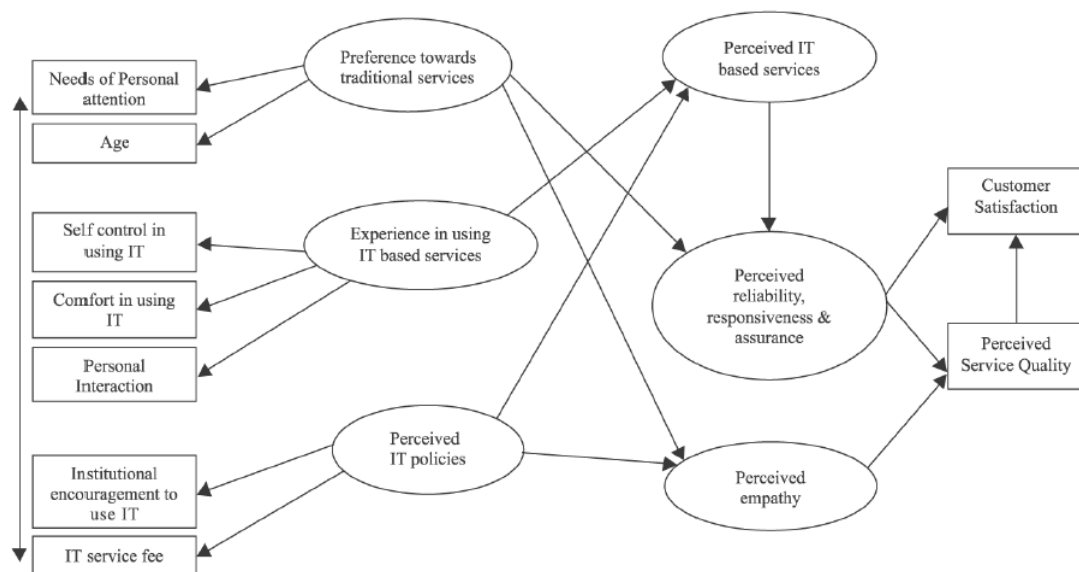 Preference towards
traditional services
Perceived IT
based services
Needs of Personal
attention
Age
Customer
Satisfaction
Self control in
using IT
Experience in using
IT based services
Comfort in using
IT
Perceived
reliability,
responsiveness &
assurance
Personal
Interaction
Perceived
Service Quality
Perceived
IT policies
Institutional
encouragement to
use IT
Perceived
empathy
IT service fee